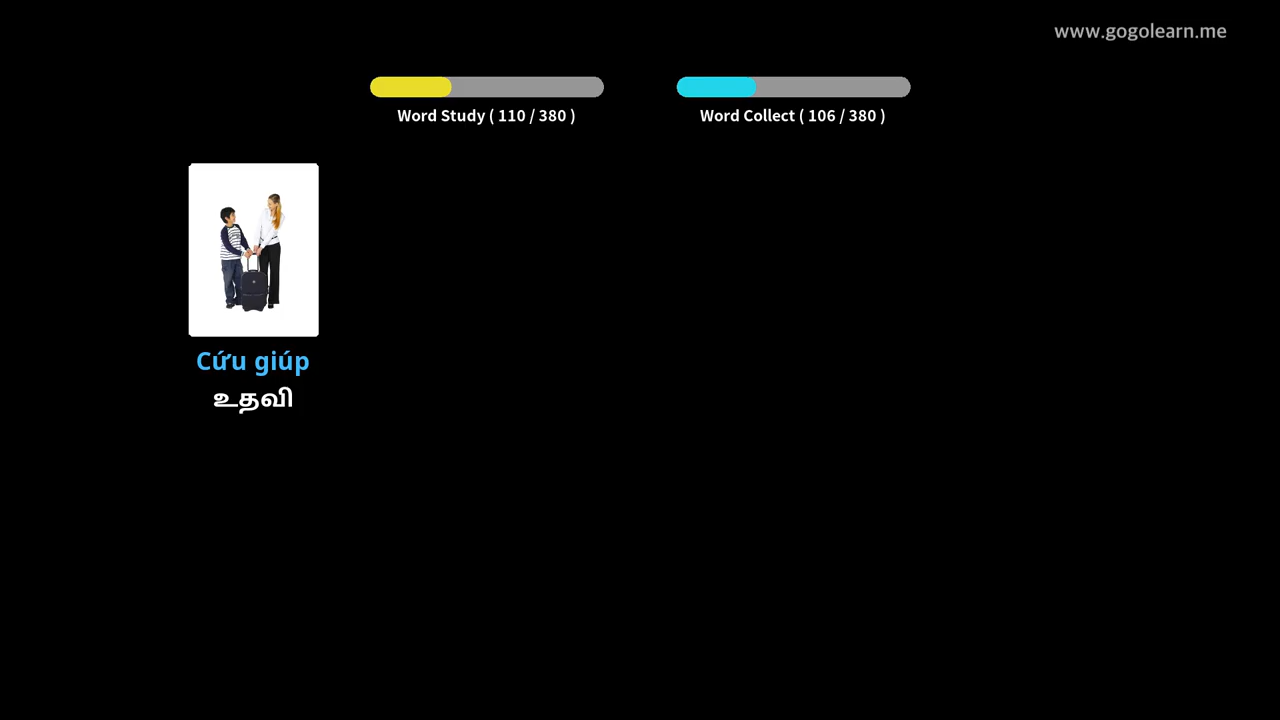 www.gogolearn.me
Word Study ( 110 / 380 )
Word Collect ( 106 / 380 )
Cứu giúp
உதவி